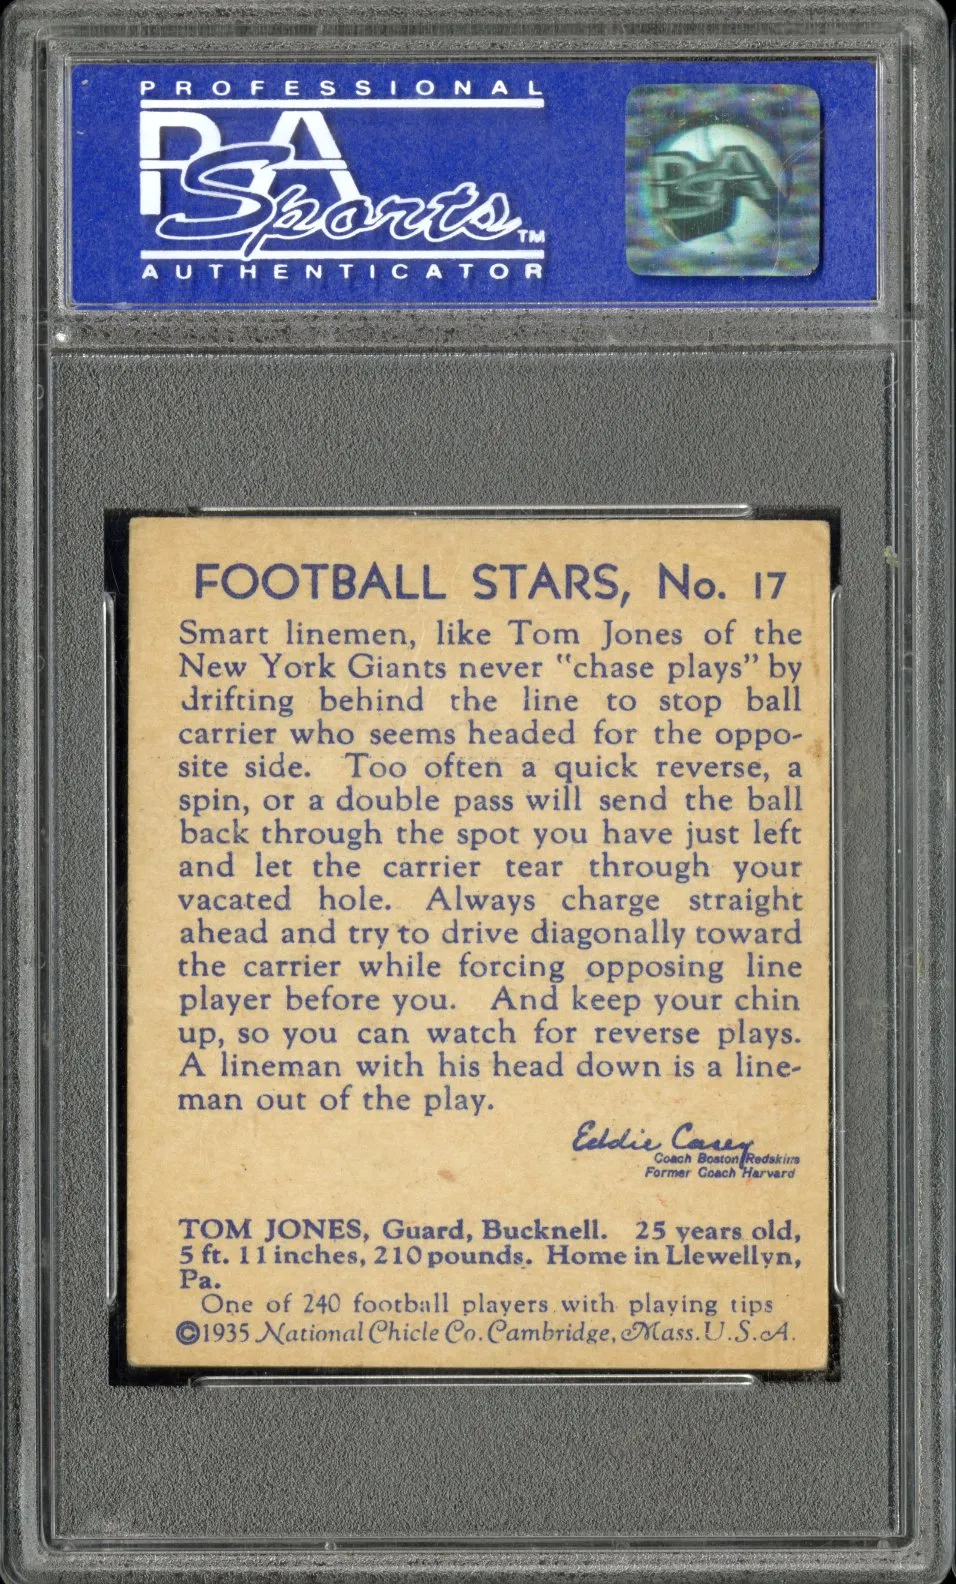 PROFESSIONAL
PSA
Sports™
AUTHENTICATOR
PSA
FOOTBALL STARS, No. 17
Smart linemen, like Tom Jones of the
New York Giants never "chase plays" by
drifting behind the line to stop ball
carrier who seems headed for the oppo-
site side. Too often a quick reverse, a
spin, or a double pass will send the ball
back through the spot you have just left
and let the carrier tear through your
vacated hole. Always charge straight
ahead and try to drive diagonally toward
the carrier while forcing opposing line
player before you. And keep your chin
up, so you can watch for reverse plays.
A lineman with his head down is a line-
man out of the play.
Eddie Casey
Coach Boston Redskins
Former Coach Harvard
TOM JONES, Guard, Bucknell. 25 years old,
5 ft. 11 inches, 210 pounds. Home in Llewellyn,
Pa.
One of 240 football players with playing tips
©1935 National Chicle Co. Cambridge, Mass. U.S.A.